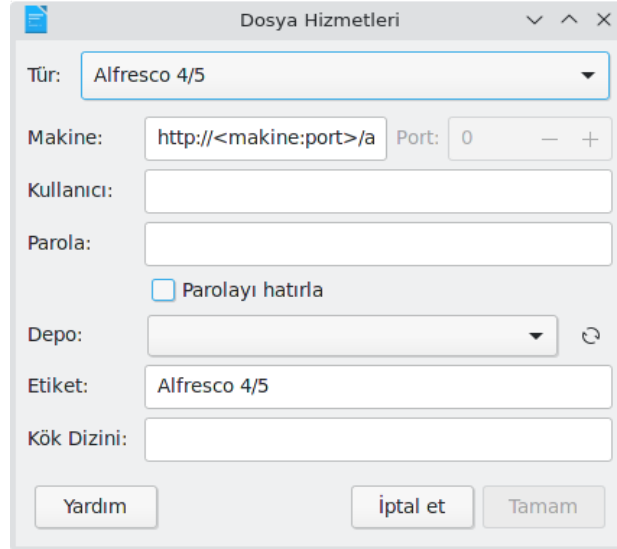 Dosya Hizmetleri
Tür: Alfresco 4/5
Makine: http://<makine:port>/a Port: 0
Kullanıcı:
Parola:
Parolayı hatırla
Depo:
Etiket: Alfresco 4/5
Kök Dizini:
Yardım İptal et Tamam